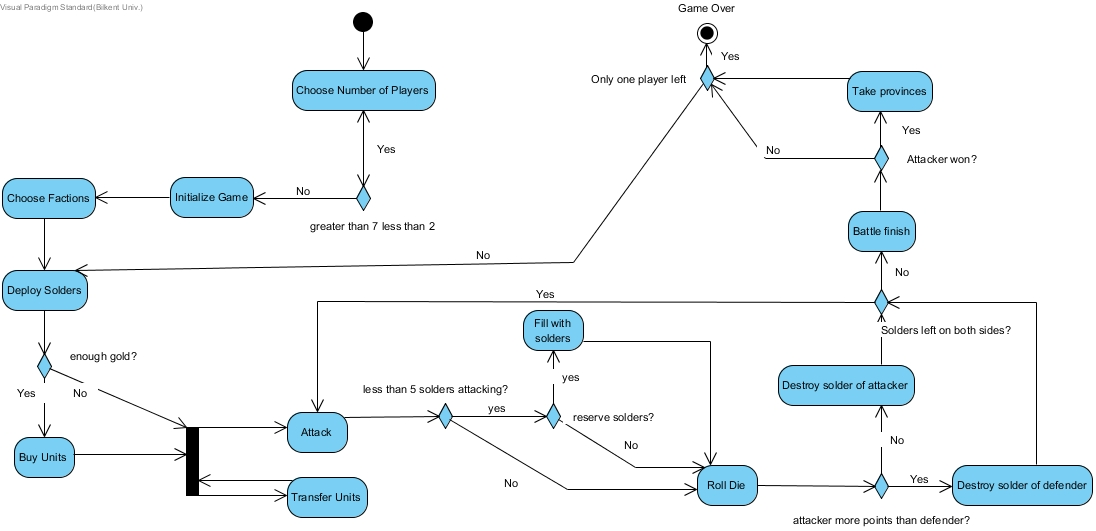 Visual Paradigm Standard(Bilkent Univ.)
Game Over
Yes
Only one player left
Choose Number of Players
Take provinces
Yes
Yes
No
Attacker won?
Choose Factions
Initialize Game
No
greater than 7 less than 2
Battle finish
No
No
Deploy Solders
Yes
Fill with
solders
Solders left on both sides?
enough gold?
Yes
No
less than 5 solders attacking?
yes
yes
reserve solders?
Destroy solder of attacker
Attack
No
No
Buy Units
No
Transfer Units
Roll Die
Yes
Destroy solder of defender
attacker more points than defender?